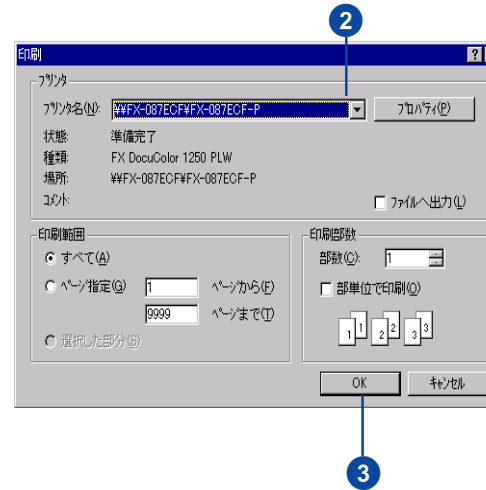 2
印刷
?
プリンタ
プリンタ名(N): ¥¥FX-087ECF¥FX-087ECF-P プロパティ(P)
状態: 準備完了
種類: FX DocuColor 1250 PLW
場所: ¥¥FX-087ECF¥FX-087ECF-P
コメント: ファイルへ出力(L)
印刷範囲
すべて(A)
ページ指定(G) 1 ページから(F)
9999 ページまで(T)
選択した部分(S)
印刷部数
部数(C): 1
部単位で印刷(O)
1 1 2 2 3 3
OK キャンセル
3